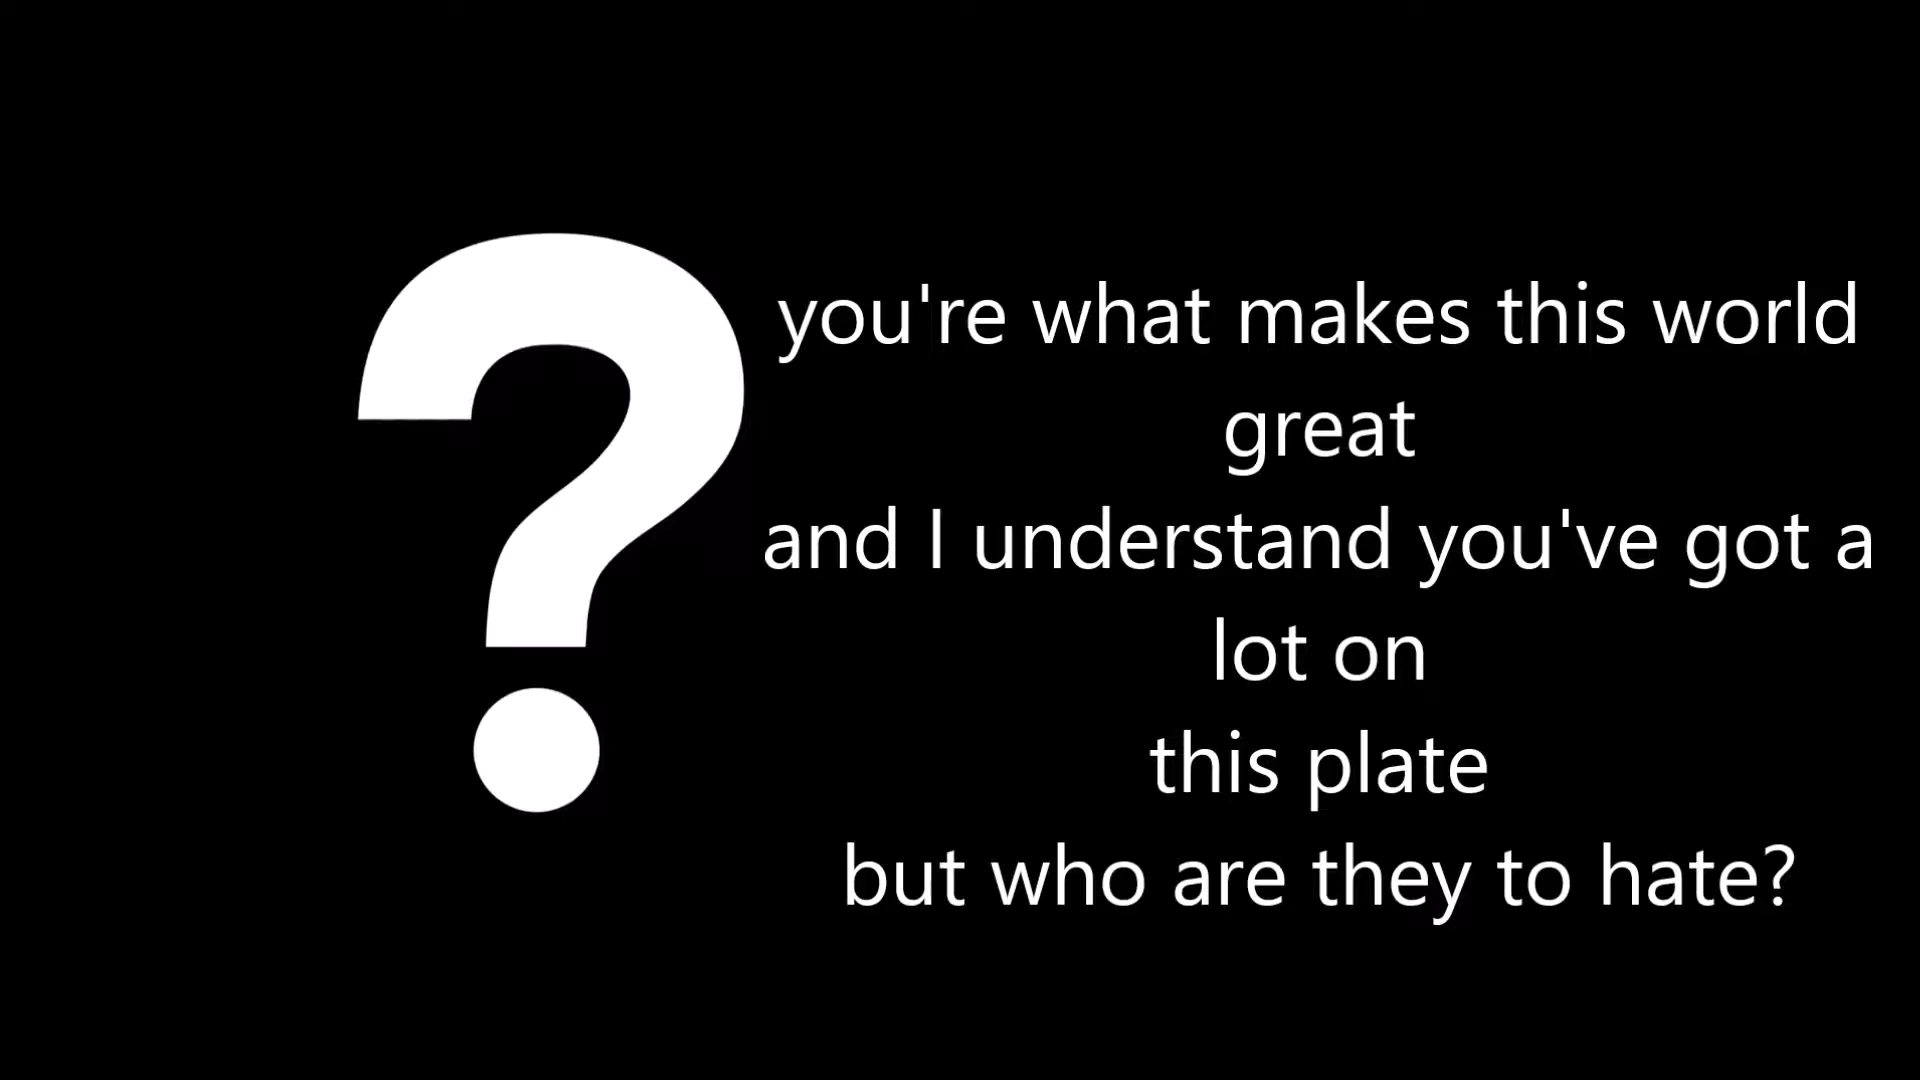 ?
you're what makes this world
great
and I understand you've got a
lot on
this plate
but who are they to hate?